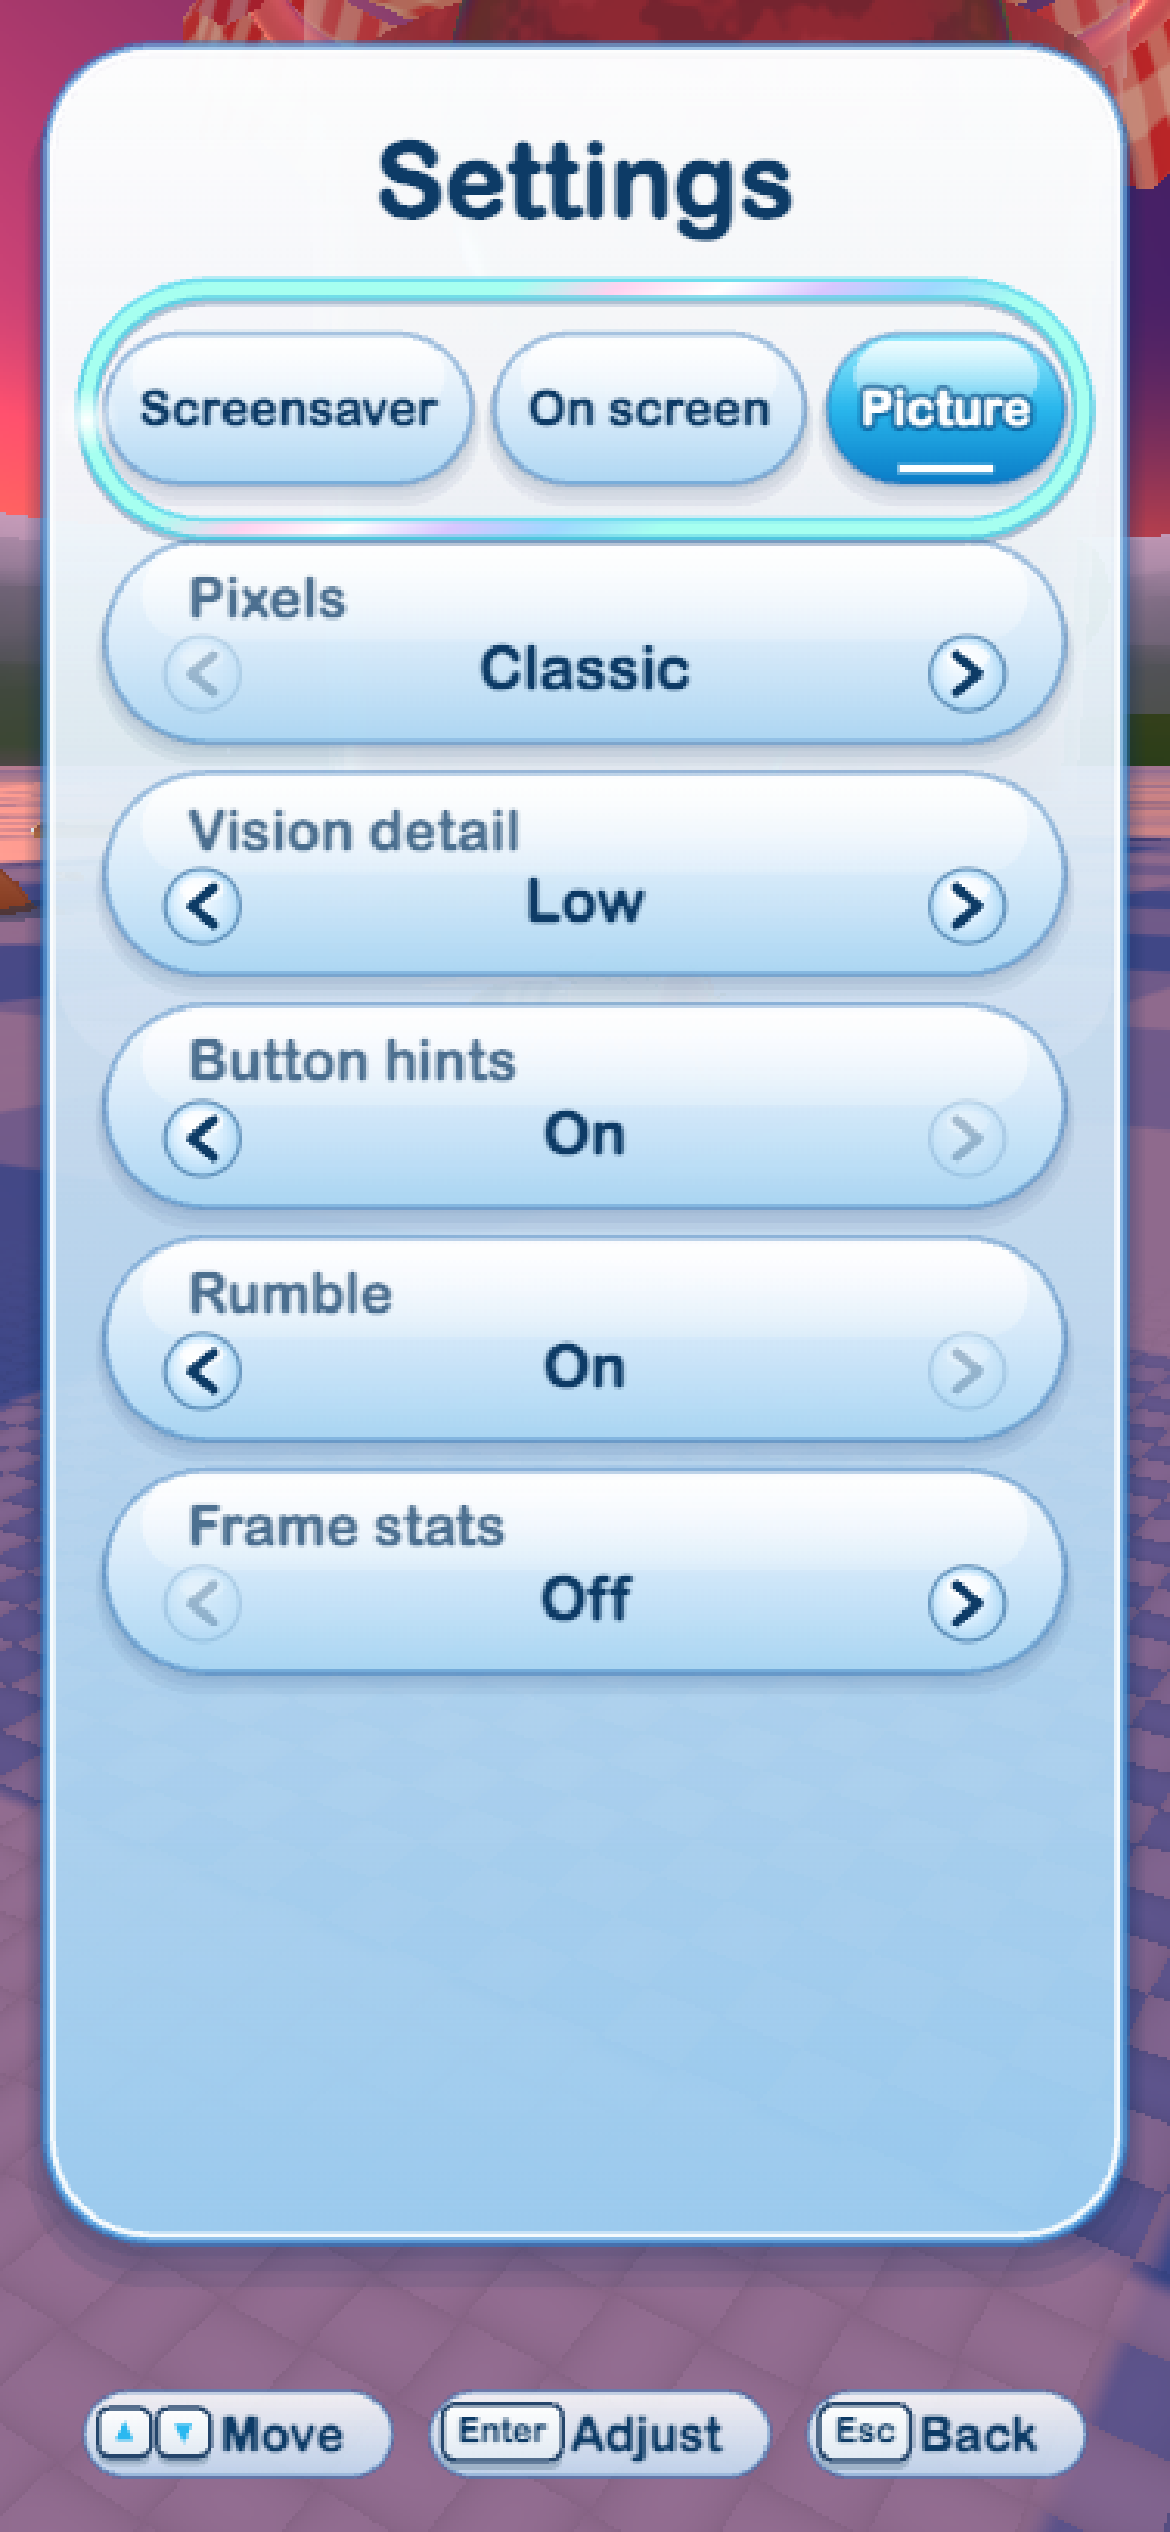 Settings
Screensaver On screen Picture
Pixels
Classic
Vision detail
Low
Button hints
On
Rumble
On
Frame stats
Off
Move Enter Adjust Esc Back